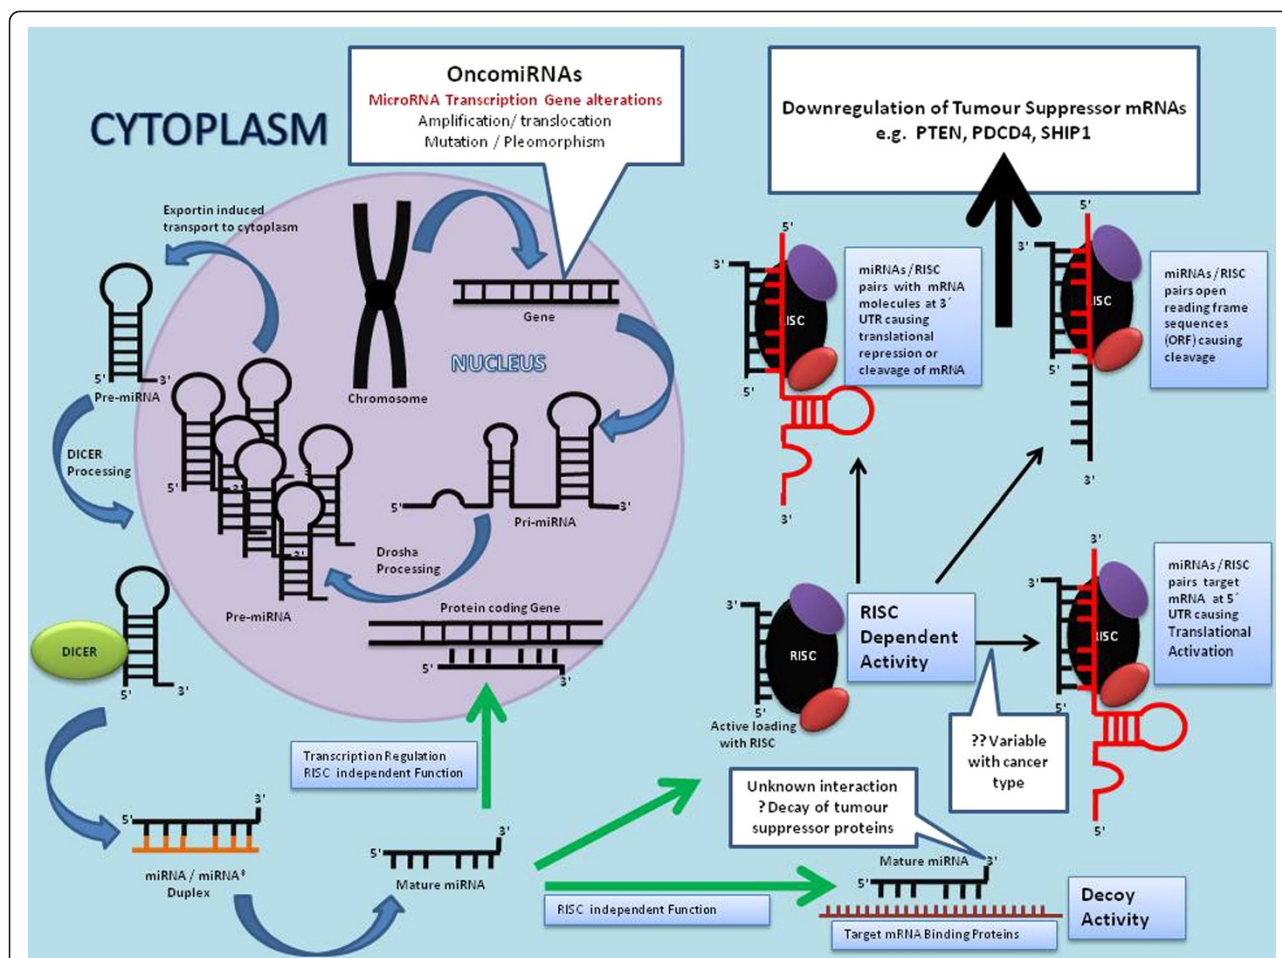 OncomiRNAs
MicroRNA Transcription Gene alterations
Amplification/ translocation
Mutation / Pleomorphism
CYTOPLASM
Downregulation of Tumour Suppressor mRNAs
e.g. PTEN, PDCD4, SHIP1
Exportin induced
transport to cytoplasm
Gene
NUCLEUS
Chromosome
5'
3'
Pre-miRNA
DICER
Processing
5'
3'
3'
Pre-miRNA
5'
3'
Pri-miRNA
Drosha
Processing
Protein coding Gene
5'
3'
DICER
5'
3'
Transcription Regulation
RISC independent Function
5'
3'
miRNA / miRNA*
Duplex
5'
3'
Mature miRNA
RISC independent Function
5'
3'
RISC
5'
3'
miRNAs / RISC
pairs with mRNA
molecules at 3´
UTR causing
translational
repression or
cleavage of mRNA
5'
3'
RISC
5'
3'
miRNAs / RISC
pairs open
reading frame
sequences
(ORF) causing
cleavage
3'
RISC
5'
Active loading
with RISC
RISC
Dependent
Activity
?? Variable
with cancer
type
3'
3'
RISC
5'
5'
miRNAs / RISC
pairs target
mRNA at 5´
UTR causing
Translational
Activation
Unknown interaction
? Decay of tumour
suppressor proteins
Mature miRNA
3'
5'
Target mRNA Binding Proteins
Decoy
Activity